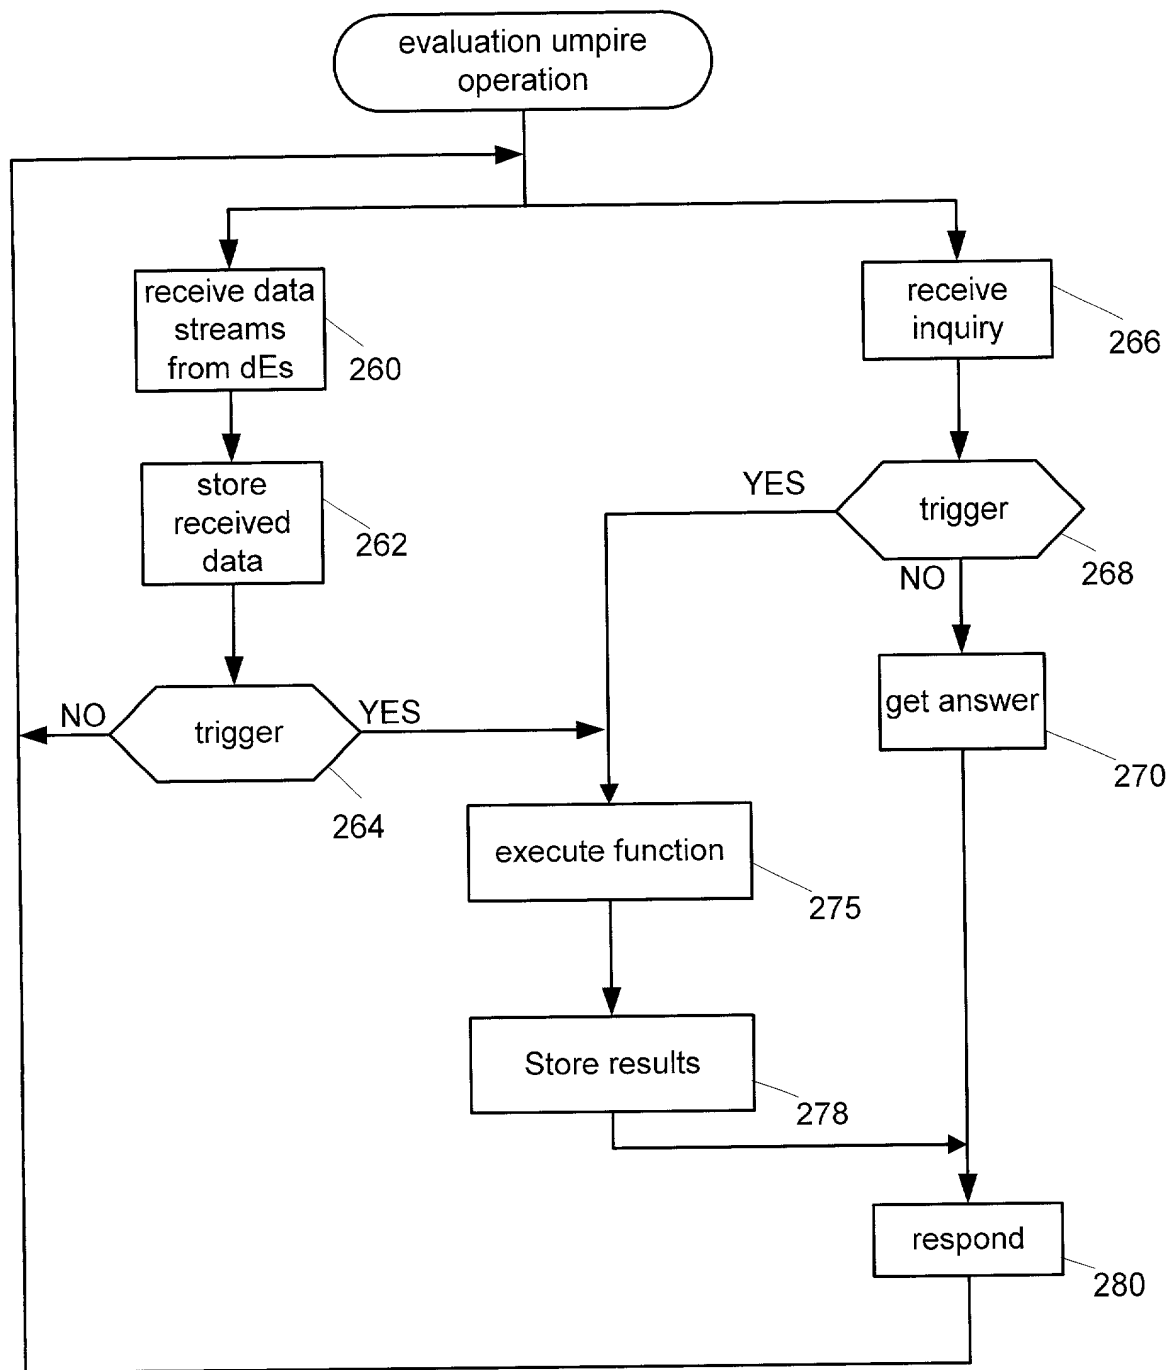 evaluation umpire
operation
receive data
streams
from dEs
260
receive
inquiry
266
store
received
data
262
YES
trigger
268
NO
NO
trigger
YES
264
get answer
270
execute function
275
Store results
278
respond
280